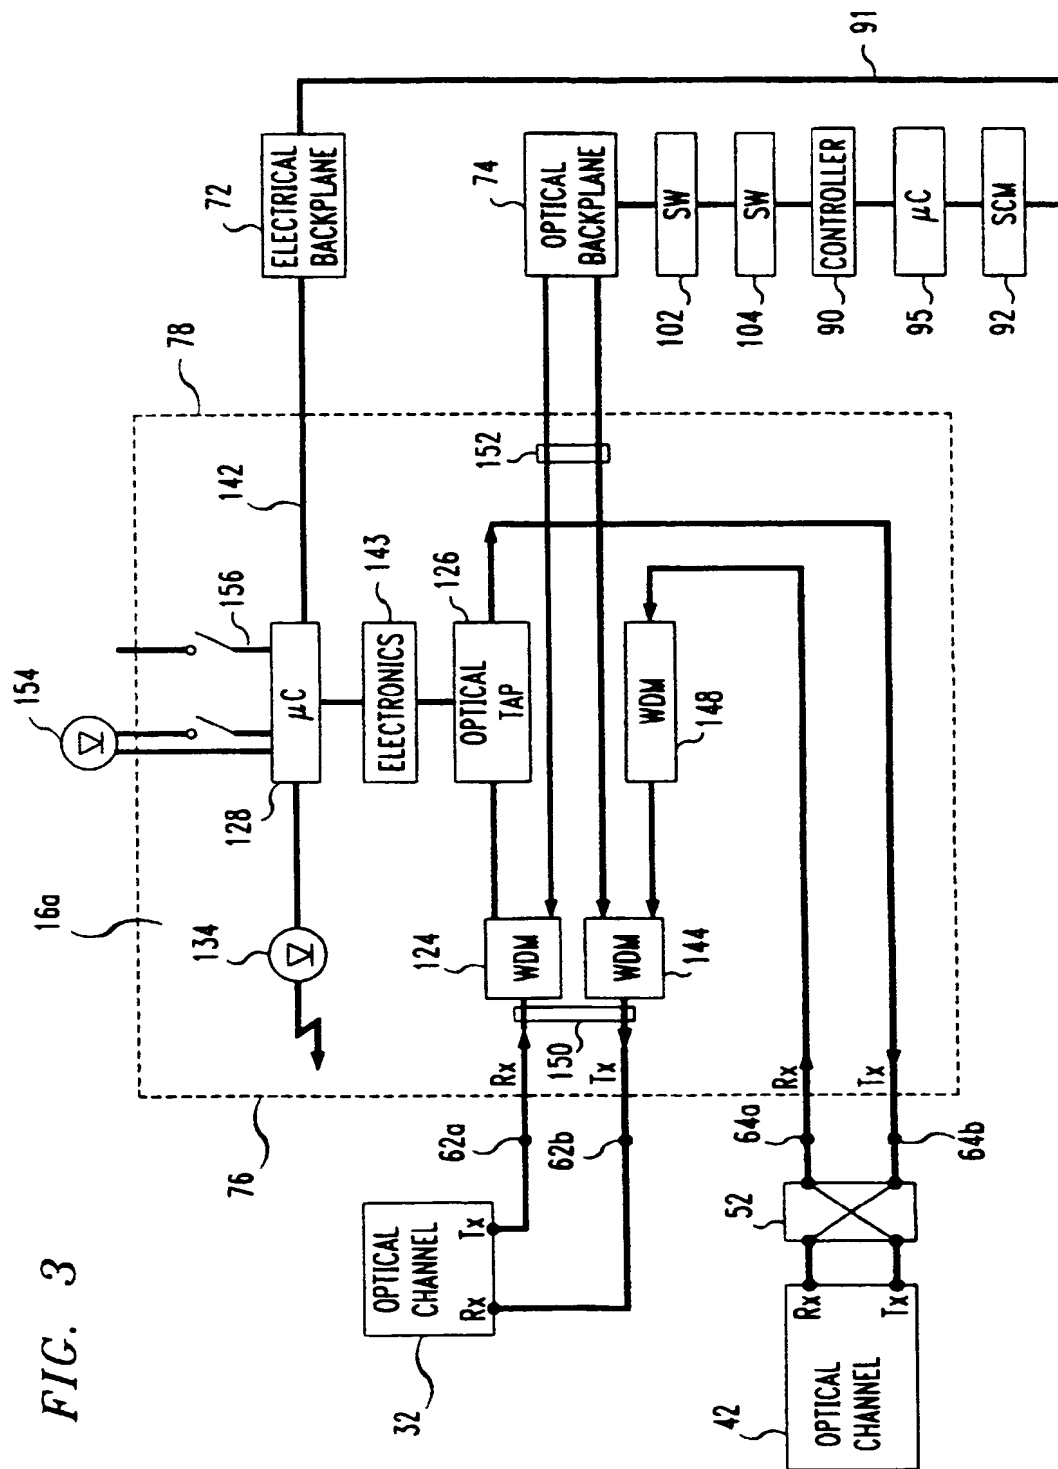 FIG. 3
76
16a
78
154
156
142
72
ELECTRICAL
BACKPLANE
91
134
128
μC
143
ELECTRONICS
126
OPTICAL
TAP
74
OPTICAL
BACKPLANE
152
124
WDM
WDM
144
WDM
148
150
SW
102
SW
104
CONTROLLER
90
μC
95
SCM
92
Rx
Tx
62a
62b
OPTICAL
CHANNEL
Tx
Rx
32
Rx
Tx
64a
64b
52
Rx
Tx
OPTICAL
CHANNEL
42